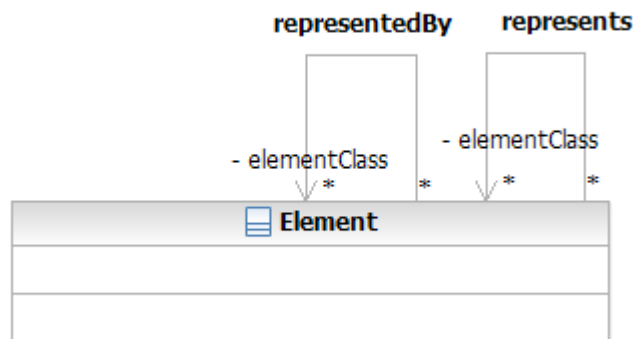 representedBy
represents
- elementClass
- elementClass
* * * *
Element